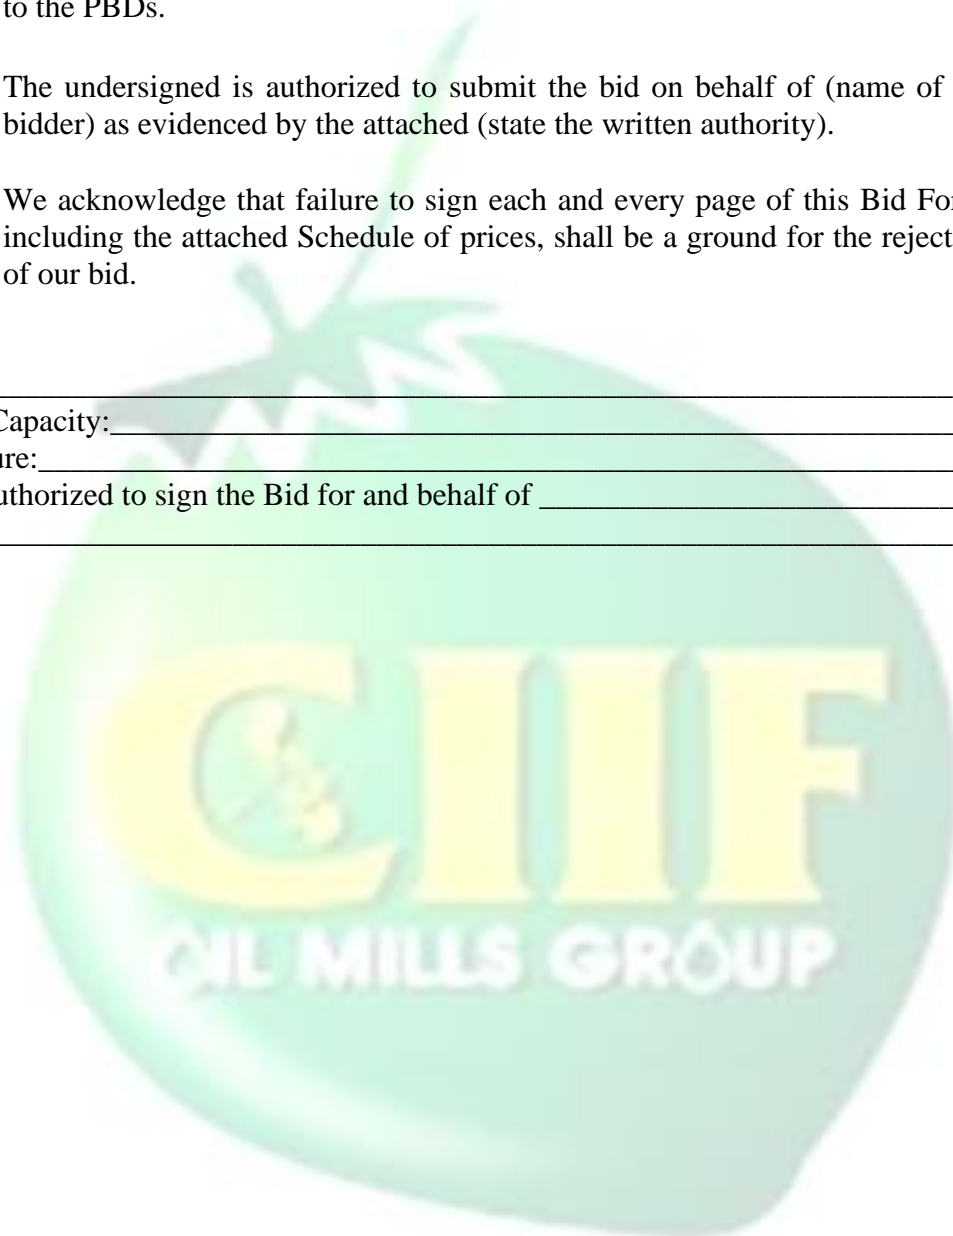 to the PBDs.
The undersigned is authorized to submit the bid on behalf of (name of
bidder) as evidenced by the attached (state the written authority).
We acknowledge that failure to sign each and every page of this Bid For
including the attached Schedule of prices, shall be a ground for the reject
of our bid.
Capacity:
ure:
uthorized to sign the Bid for and behalf of
CIIF
OIL MILLS GROUP